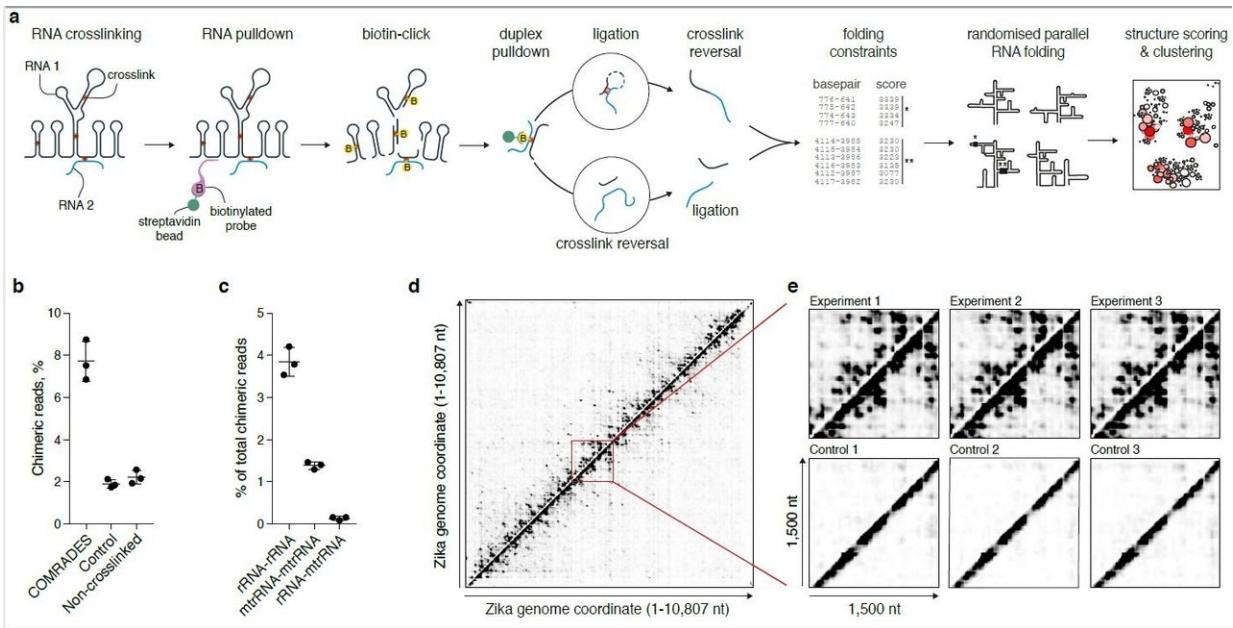 a
RNA crosslinking
RNA pulldown
biotin-click
duplex
pulldown
ligation
crosslink
reversal
folding
constraints
randomised parallel
RNA folding
structure scoring
& clustering
RNA 1
crosslink
RNA 2
B
streptavidin
bead
biotinylated
probe
B
B
B
B
crosslink reversal
ligation
basepair score
776-641 3339
775-642 3339
774-643 3334
777-640 3247
*
4114-3985 3230
4115-3984 3230
4113-3986 3223
4116-3983 3135
4112-3987 3077
4117-3982 3230
**
*
**
b
Chimeric reads, %
10
8
6
4
2
0
COMRADES
Control
Non-crosslinked
c
% of total chimeric reads
5
4
3
2
1
0
rRNA-rRNA
mtrRNA-mtrRNA
rRNA-mtrRNA
d
Zika genome coordinate (1-10,807 nt)
Zika genome coordinate (1-10,807 nt)
e
Experiment 1
Experiment 2
Experiment 3
Control 1
Control 2
Control 3
1,500 nt
1,500 nt